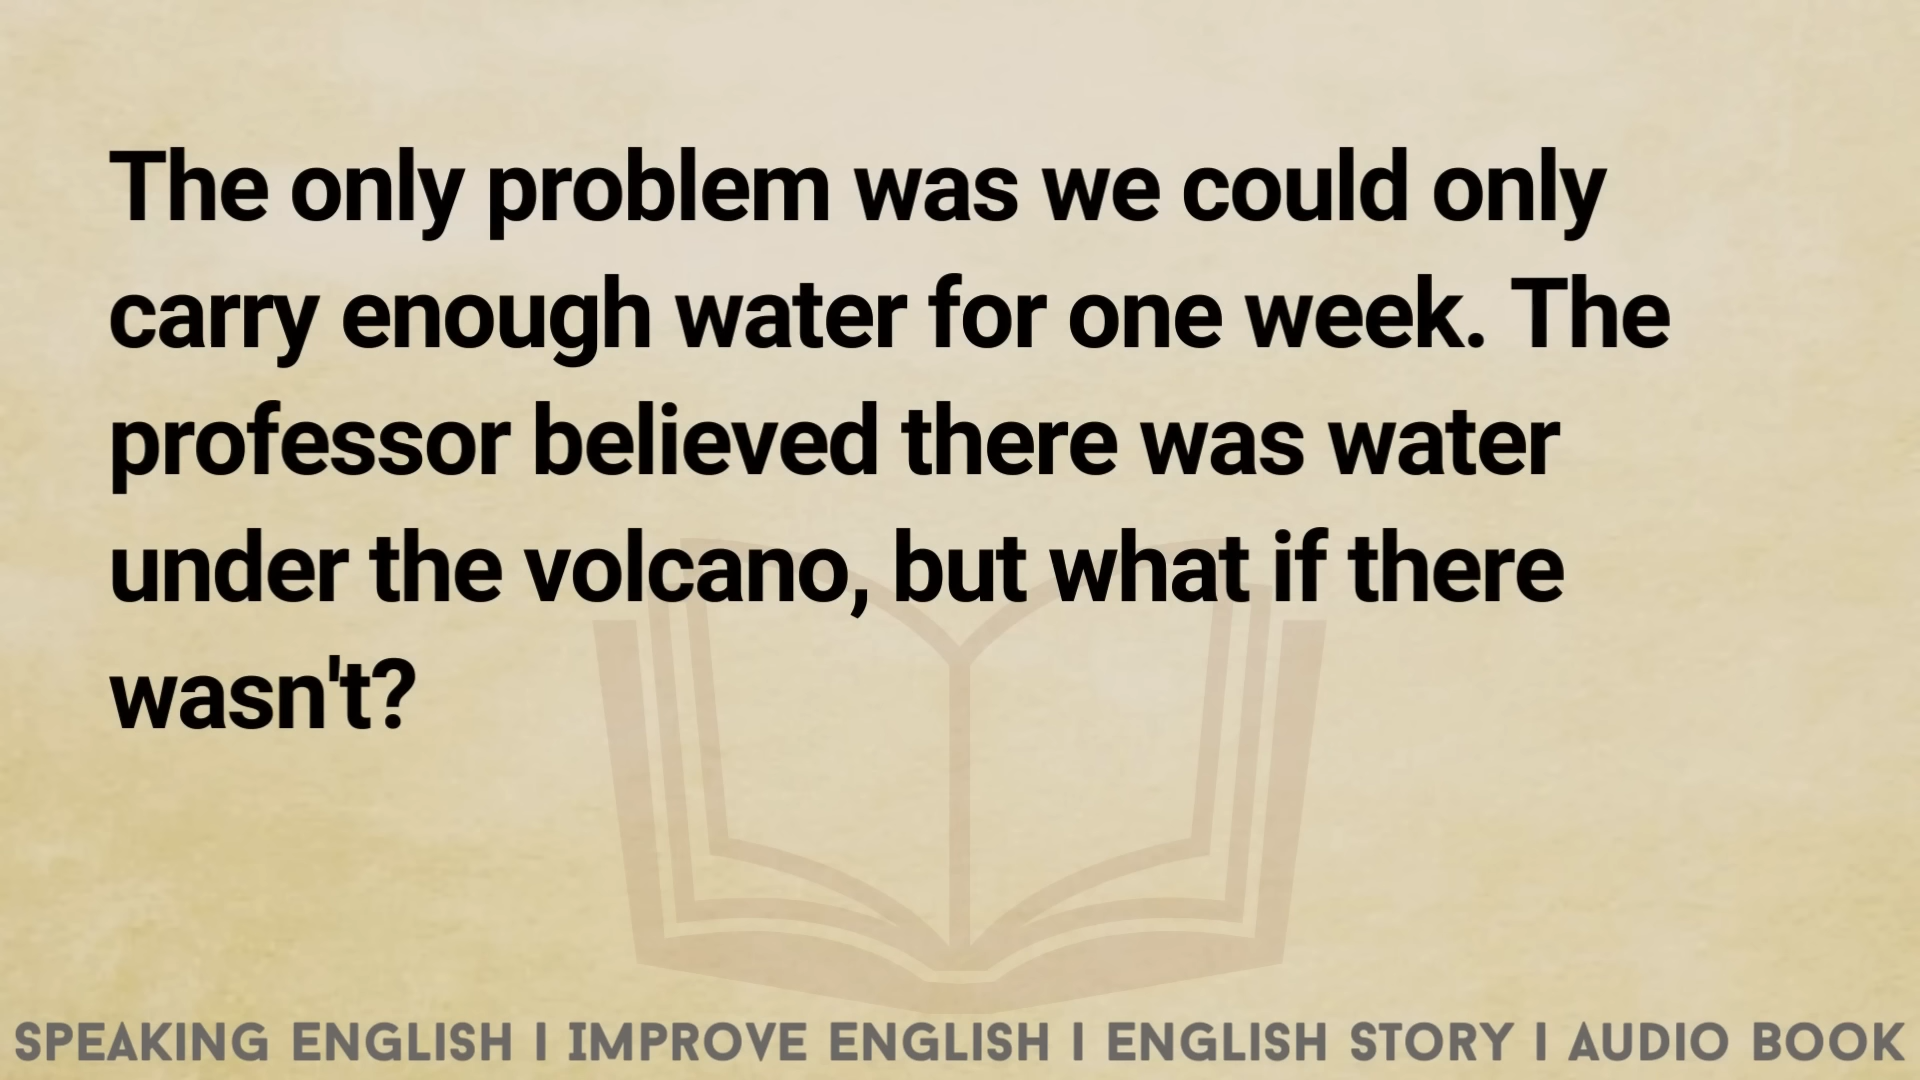 The only problem was we could only
carry enough water for one week. The
professor believed there was water
under the volcano, but what if there
wasn't?
SPEAKING ENGLISH I IMPROVE ENGLISH I ENGLISH STORY I AUDIO BOOK